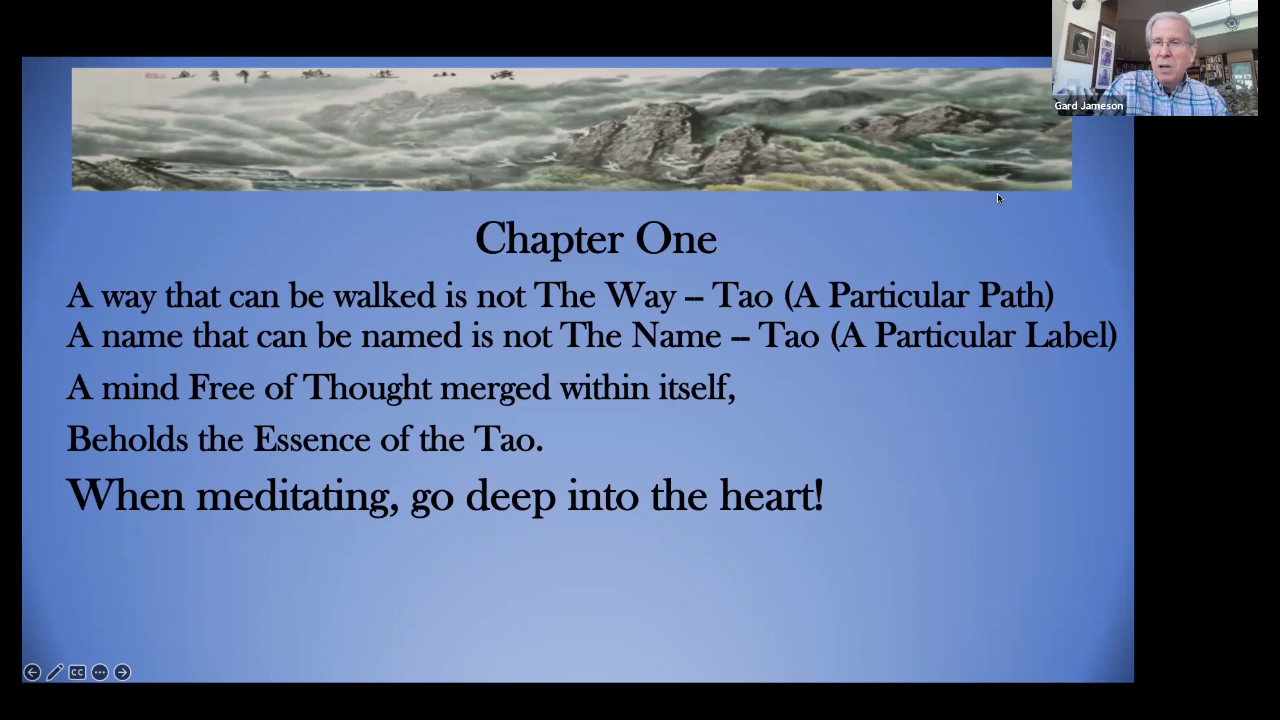 Gard Jameson
Chapter One
A way that can be walked is not The Way – Tao (A Particular Path)
A name that can be named is not The Name – Tao (A Particular Label)
A mind Free of Thought merged within itself,
Beholds the Essence of the Tao.
When meditating, go deep into the heart!
CC